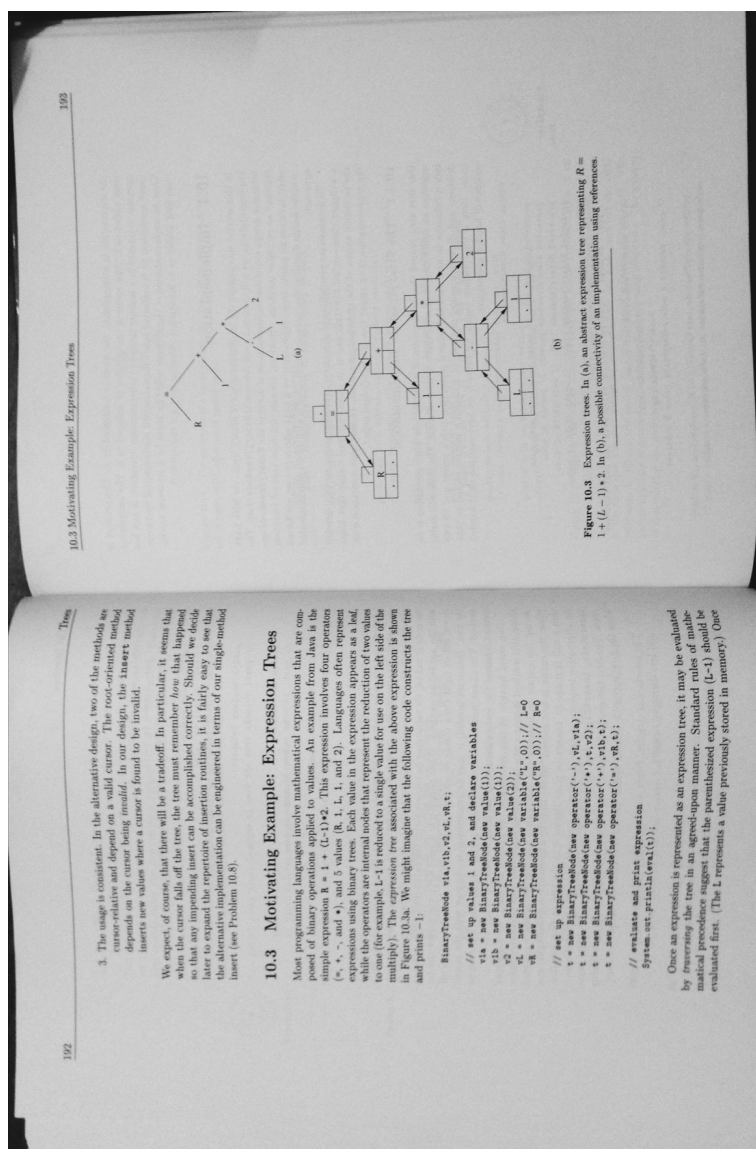 192
Trees
3. The usage is consistent. In the alternative design, two of the methods are
cursor-relative and depend on a valid cursor. The root-oriented method
depends on the cursor being invalid. In our design, the insert method
inserts new values where a cursor is found to be invalid.
We expect, of course, that there will be a tradeoff. In particular, it seems that
when the cursor falls off the tree, the tree must remember how that happened
so that any impending insert can be accomplished correctly. Should we decide
later to expand the repertoire of insertion routines, it is fairly easy to see that
the alternative implementation can be engineered in terms of our single-method
insert (see Problem 10.8).
10.3 Motivating Example: Expression Trees
Most programming languages involve mathematical expressions that are com-
posed of binary operations applied to values. An example from Java is the
simple expression R = 1 + (L-1)*2. This expression involves four operators
(=, +, -, and *), and 5 values (R, 1, L, 1, and 2). Languages often represent
expressions using binary trees. Each value in the expression appears as a leaf,
while the operators are internal nodes that represent the reduction of two values
to one (for example, L-1 is reduced to a single value for use on the left side of the
multiply). The expression tree associated with the above expression is shown
in Figure 10.3a. We might imagine that the following code constructs the tree
and prints -1:
BinaryTreeNode v1a,v1b,v2,vL,vR,t;
// set up values 1 and 2, and declare variables
v1a = new BinaryTreeNode(new value(1));
v1b = new BinaryTreeNode(new value(1));
v2 = new BinaryTreeNode(new value(2));
vL = new BinaryTreeNode(new variable("L",0));// L=0
vR = new BinaryTreeNode(new variable("R",0));// R=0
// set up expression
t = new BinaryTreeNode(new operator('-'),vL,v1a);
t = new BinaryTreeNode(new operator('*'),t,v2);
t = new BinaryTreeNode(new operator('+'),v1b,t);
t = new BinaryTreeNode(new operator('='),vR,t);
// evaluate and print expression
System.out.println(eval(t));
Once an expression is represented as an expression tree, it may be evaluated
by traversing the tree in an agreed-upon manner. Standard rules of mathe-
matical precedence suggest that the parenthesized expression (L-1) should be
evaluated first. (The L represents a value previously stored in memory.) Once
10.3 Motivating Example: Expression Trees
193
=
R
+
1
*
-
2
L
1
(a)
=
R
+
1
*
-
2
L
1
(b)
Figure 10.3 Expression trees. In (a), an abstract expression tree representing R =
1 + (L − 1) * 2. In (b), a possible connectivity of an implementation using references.